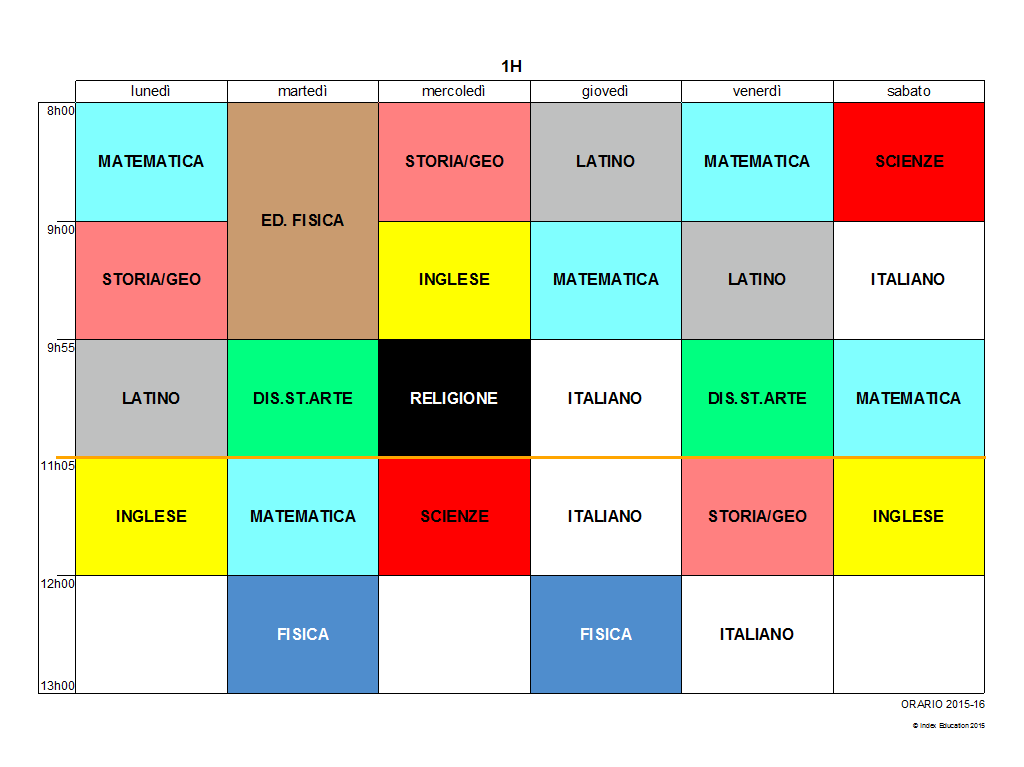 1H
lunedì martedì mercoledì giovedì venerdì sabato
8h00
MATEMATICA STORIA/GEO LATINO MATEMATICA SCIENZE
ED. FISICA
9h00
STORIA/GEO INGLESE MATEMATICA LATINO ITALIANO
9h55
LATINO DIS.ST.ARTE RELIGIONE ITALIANO DIS.ST.ARTE MATEMATICA
11h05
INGLESE MATEMATICA SCIENZE ITALIANO STORIA/GEO INGLESE
12h00
FISICA FISICA ITALIANO
13h00
ORARIO 2015-16
© Index Education 2015